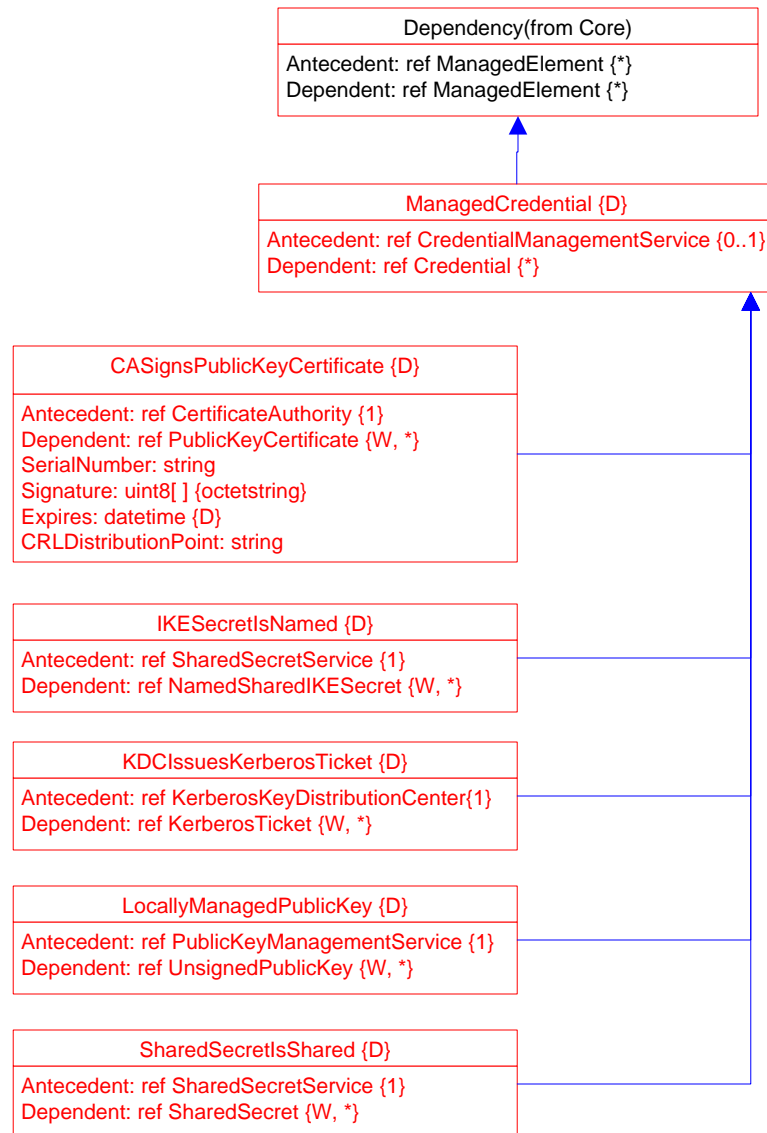 Dependency(from Core)
Antecedent: ref ManagedElement {*}
Dependent: ref ManagedElement {*}
ManagedCredential {D}
Antecedent: ref CredentialManagementService {0..1}
Dependent: ref Credential {*}
CASignsPublicKeyCertificate {D}
Antecedent: ref CertificateAuthority {1}
Dependent: ref PublicKeyCertificate {W, *}
SerialNumber: string
Signature: uint8[ ] {octetstring}
Expires: datetime {D}
CRLDistributionPoint: string
IKESecretIsNamed {D}
Antecedent: ref SharedSecretService {1}
Dependent: ref NamedSharedIKESecret {W, *}
KDCIssuesKerberosTicket {D}
Antecedent: ref KerberosKeyDistributionCenter{1}
Dependent: ref KerberosTicket {W, *}
LocallyManagedPublicKey {D}
Antecedent: ref PublicKeyManagementService {1}
Dependent: ref UnsignedPublicKey {W, *}
SharedSecretIsShared {D}
Antecedent: ref SharedSecretService {1}
Dependent: ref SharedSecret {W, *}